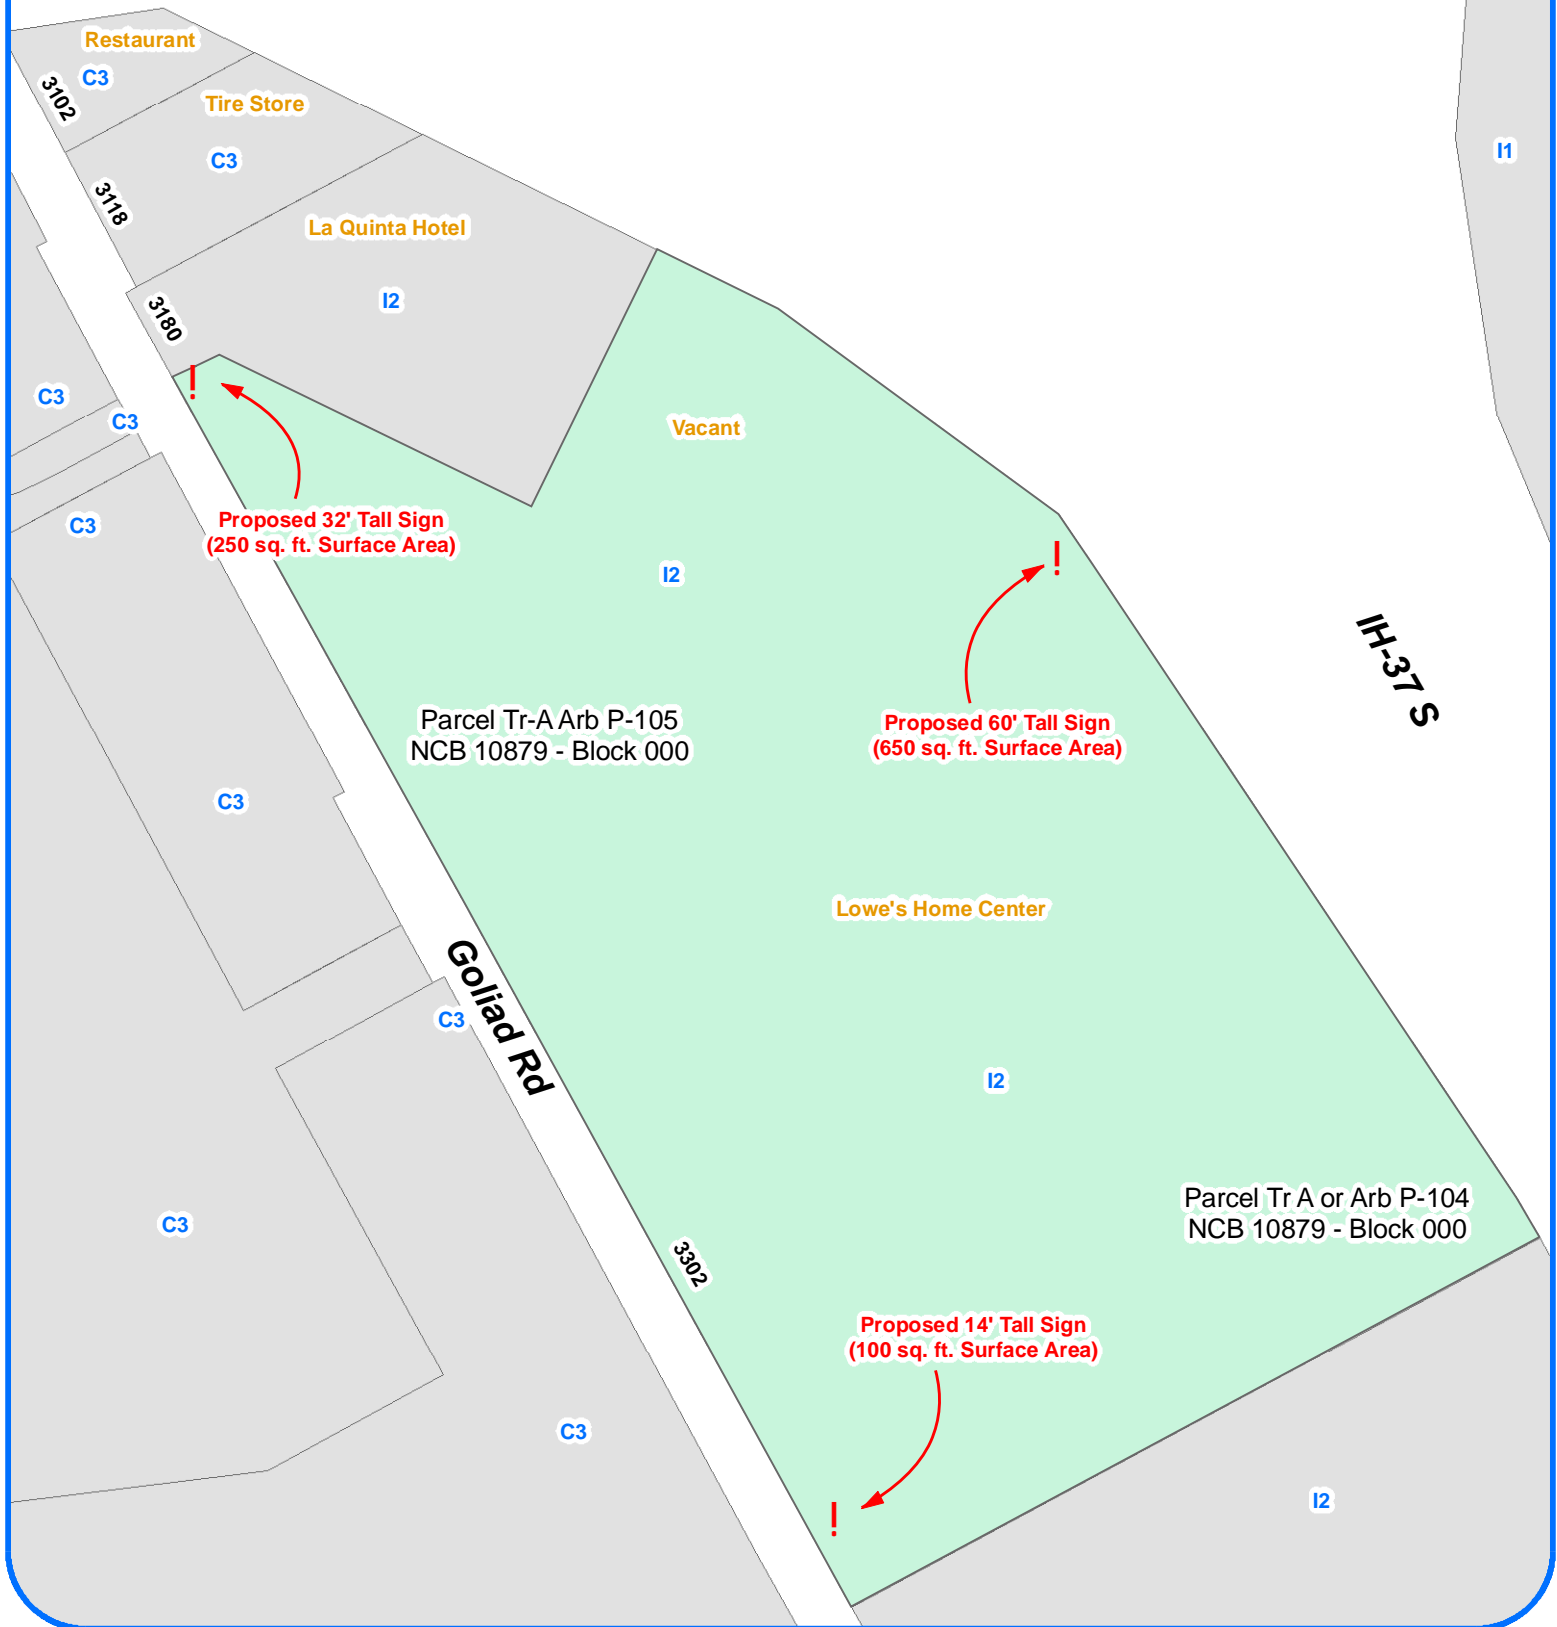 Restaurant
C3
3102
Tire Store
C3
I1
3118
La Quinta Hotel
I2
3180
C3
C3
Vacant
C3
Proposed 32' Tall Sign
(250 sq. ft. Surface Area)
I2
IH-37 S
Parcel Tr-A Arb P-105
NCB 10879 - Block 000
Proposed 60' Tall Sign
(650 sq. ft. Surface Area)
C3
Lowe's Home Center
Goliad Rd
C3
I2
Parcel Tr A or Arb P-104
NCB 10879 - Block 000
C3
3302
Proposed 14' Tall Sign
(100 sq. ft. Surface Area)
C3
I2